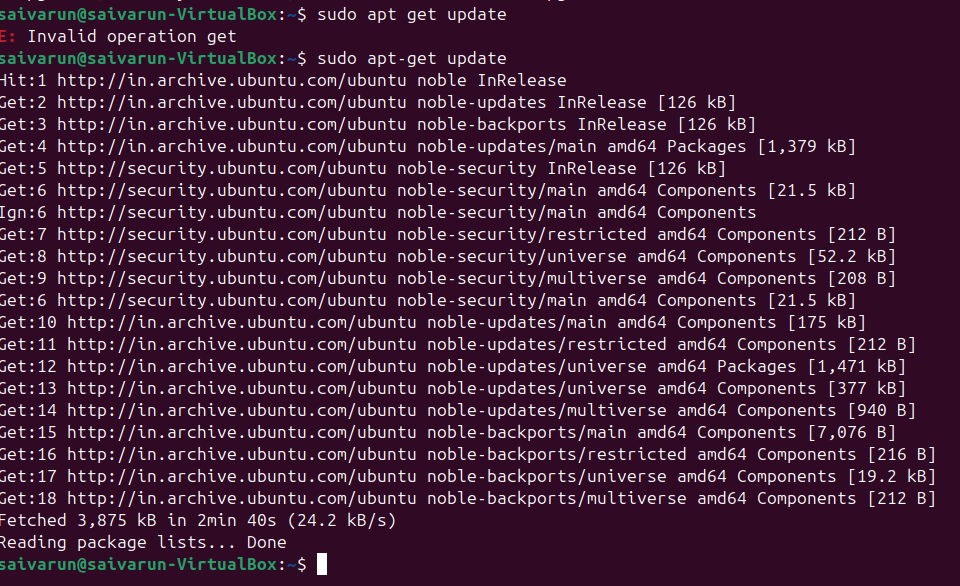 saivarun@saivarun-VirtualBox:~$ sudo apt get update
E: Invalid operation get
saivarun@saivarun-VirtualBox:~$ sudo apt-get update
Hit:1 http://in.archive.ubuntu.com/ubuntu noble InRelease
Get:2 http://in.archive.ubuntu.com/ubuntu noble-updates InRelease [126 kB]
Get:3 http://in.archive.ubuntu.com/ubuntu noble-backports InRelease [126 kB]
Get:4 http://in.archive.ubuntu.com/ubuntu noble-updates/main amd64 Packages [1,379 kB]
Get:5 http://security.ubuntu.com/ubuntu noble-security InRelease [126 kB]
Get:6 http://security.ubuntu.com/ubuntu noble-security/main amd64 Components [21.5 kB]
Ign:6 http://security.ubuntu.com/ubuntu noble-security/main amd64 Components
Get:7 http://security.ubuntu.com/ubuntu noble-security/restricted amd64 Components [212 B]
Get:8 http://security.ubuntu.com/ubuntu noble-security/universe amd64 Components [52.2 kB]
Get:9 http://security.ubuntu.com/ubuntu noble-security/multiverse amd64 Components [208 B]
Get:6 http://security.ubuntu.com/ubuntu noble-security/main amd64 Components [21.5 kB]
Get:10 http://in.archive.ubuntu.com/ubuntu noble-updates/main amd64 Components [175 kB]
Get:11 http://in.archive.ubuntu.com/ubuntu noble-updates/restricted amd64 Components [212 B]
Get:12 http://in.archive.ubuntu.com/ubuntu noble-updates/universe amd64 Packages [1,471 kB]
Get:13 http://in.archive.ubuntu.com/ubuntu noble-updates/universe amd64 Components [377 kB]
Get:14 http://in.archive.ubuntu.com/ubuntu noble-updates/multiverse amd64 Components [940 B]
Get:15 http://in.archive.ubuntu.com/ubuntu noble-backports/main amd64 Components [7,076 B]
Get:16 http://in.archive.ubuntu.com/ubuntu noble-backports/restricted amd64 Components [216 B]
Get:17 http://in.archive.ubuntu.com/ubuntu noble-backports/universe amd64 Components [19.2 kB]
Get:18 http://in.archive.ubuntu.com/ubuntu noble-backports/multiverse amd64 Components [212 B]
Fetched 3,875 kB in 2min 40s (24.2 kB/s)
Reading package lists... Done
saivarun@saivarun-VirtualBox:~$